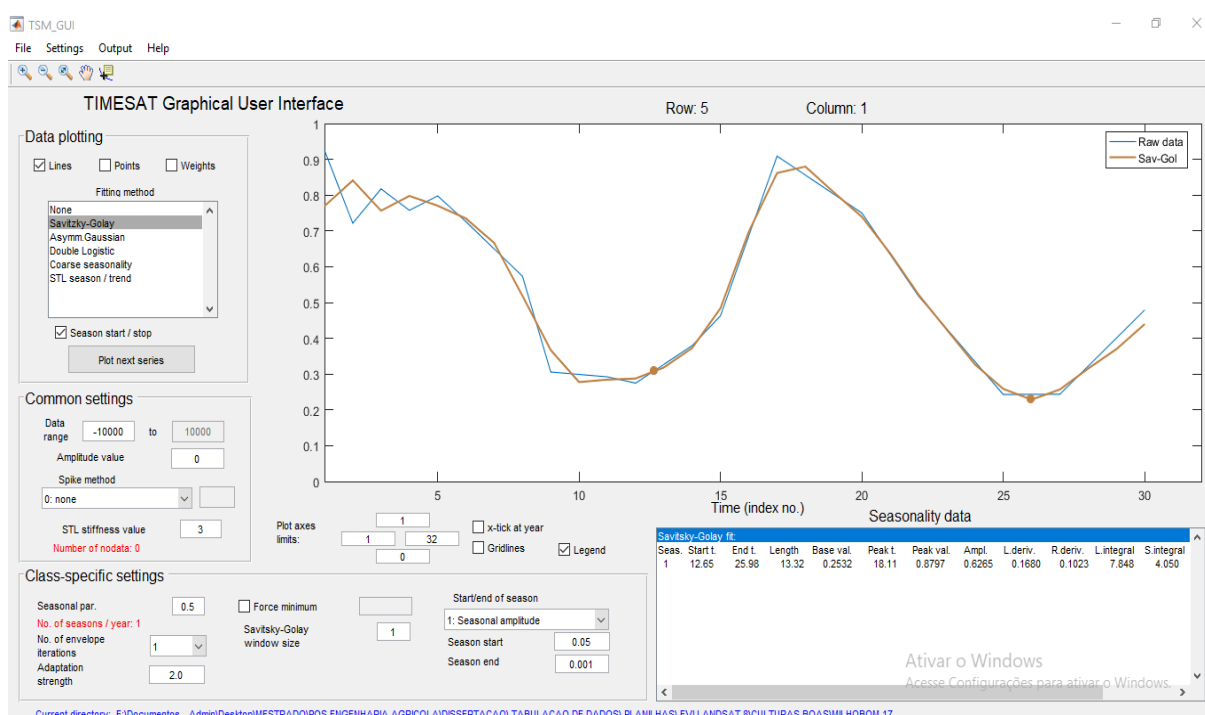 TSM_GUI
File Settings Output Help
TIMESAT Graphical User Interface
Row: 5 Column: 1
Data plotting
Lines Points Weights
Fitting method
None
Savitzky-Golay
Asymm.Gaussian
Double Logistic
Coarse seasonality
STL season / trend
Season start / stop
Plot next series
Common settings
Data range -10000 to 10000
Amplitude value 0
Spike method
0: none
STL stiffness value 3
Number of nodata: 0
1
0.9
0.8
0.7
0.6
0.5
0.4
0.3
0.2
0.1
0
5 10 15 20 25 30
Time (index no.)
Raw data
Sav-Gol
Plot axes limits:
1
1 32
0
x-tick at year
Gridlines
Legend
Class-specific settings
Seasonal par. 0.5
No. of seasons / year: 1
No. of envelope iterations 1
Adaptation strength 2.0
Force minimum
Savitsky-Golay window size 1
Start/end of season
1: Seasonal amplitude
Season start 0.05
Season end 0.001
Seasonality data
Savitsky-Golay fit:
Seas. Start t. End t. Length Base val. Peak t. Peak val. Ampl. L.deriv. R.deriv. L.integral S.integral
1 12.65 25.98 13.32 0.2532 18.11 0.8797 0.6265 0.1680 0.1023 7.848 4.050
Ativar o Windows
Acesse Configurações para ativar o Windows.